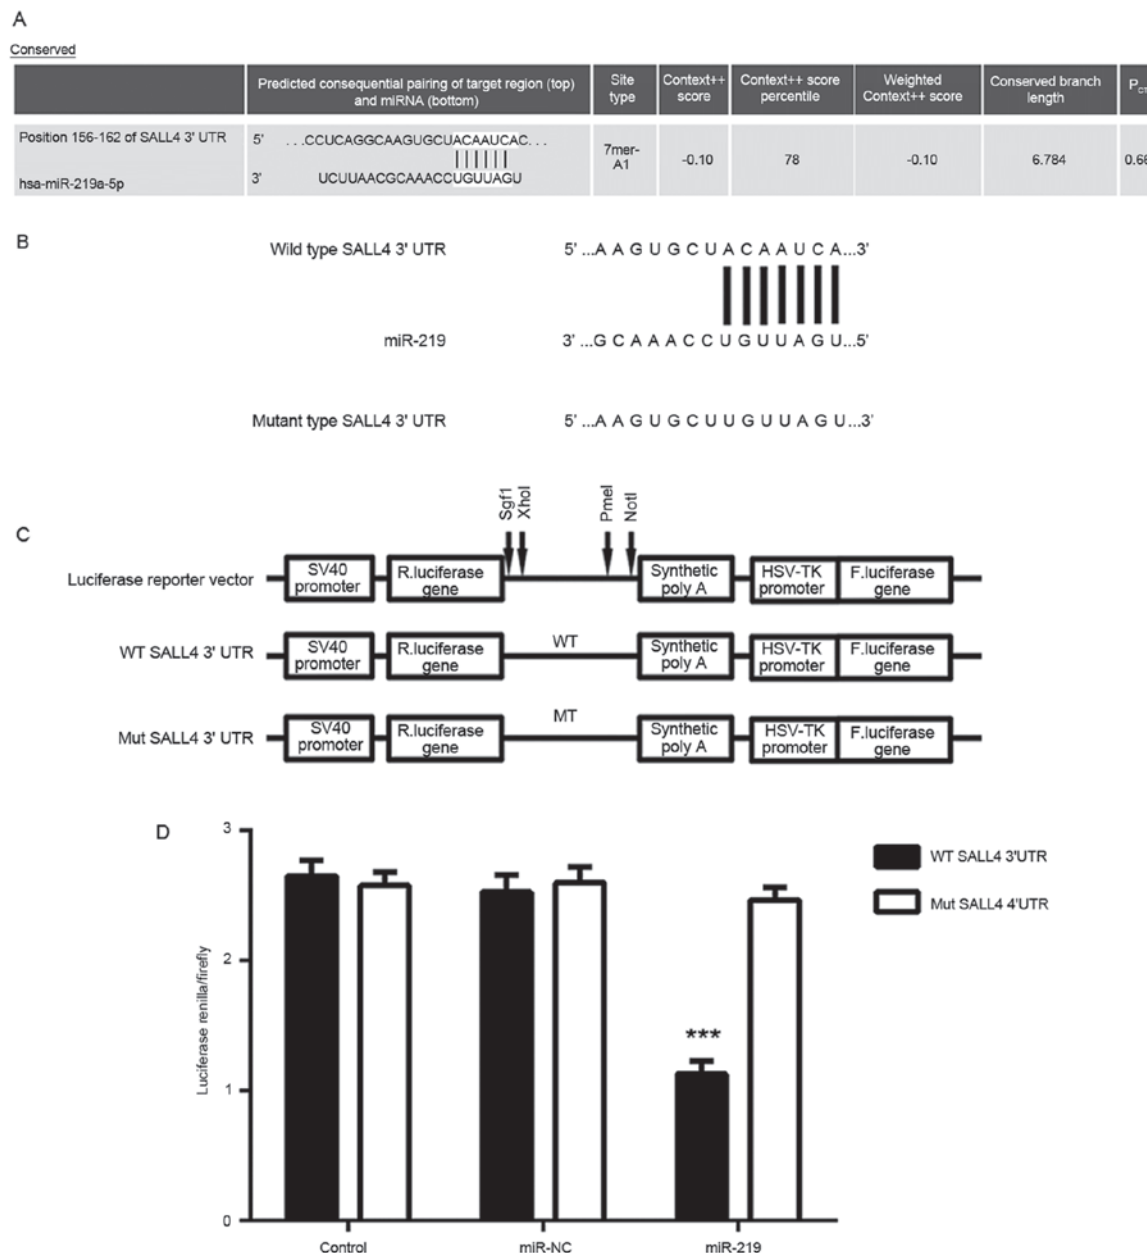 A
Conserved
Predicted consequential pairing of target region (top)
and miRNA (bottom)
Site
type
Context++
score
Context++ score
percentile
Weighted
Context++ score
Conserved branch
length
Position 156-162 of SALL4 3' UTR
5' ...CCUCAGGCAAGUGCUACAAUCAC...
hsa-miR-219a-5p
3' UCUUAACGCAAACCUGUUAGU
7mer-
A1
-0.10
78
-0.10
6.784
B
Wild type SALL4 3' UTR
5' ...A A G U G C U A C A A U C A...3'
miR-219
3' ...G C A A A C C U G U U A G U...5'
Mutant type SALL4 3' UTR
5' ...A A G U G C U U G U U A G U...3'
C
Sgf1
XhoI
PmeI
NotI
Luciferase reporter vector
SV40
promoter
R.luciferase
gene
Synthetic
poly A
HSV-TK
promoter
F.luciferase
gene
WT SALL4 3' UTR
SV40
promoter
R.luciferase
gene
WT
Synthetic
poly A
HSV-TK
promoter
F.luciferase
gene
Mut SALL4 3' UTR
SV40
promoter
R.luciferase
gene
MT
Synthetic
poly A
HSV-TK
promoter
F.luciferase
gene
D
Luciferase renilla/firefly
3
2
1
0
***
Control
miR-NC
miR-219
WT SALL4 3'UTR
Mut SALL4 4'UTR